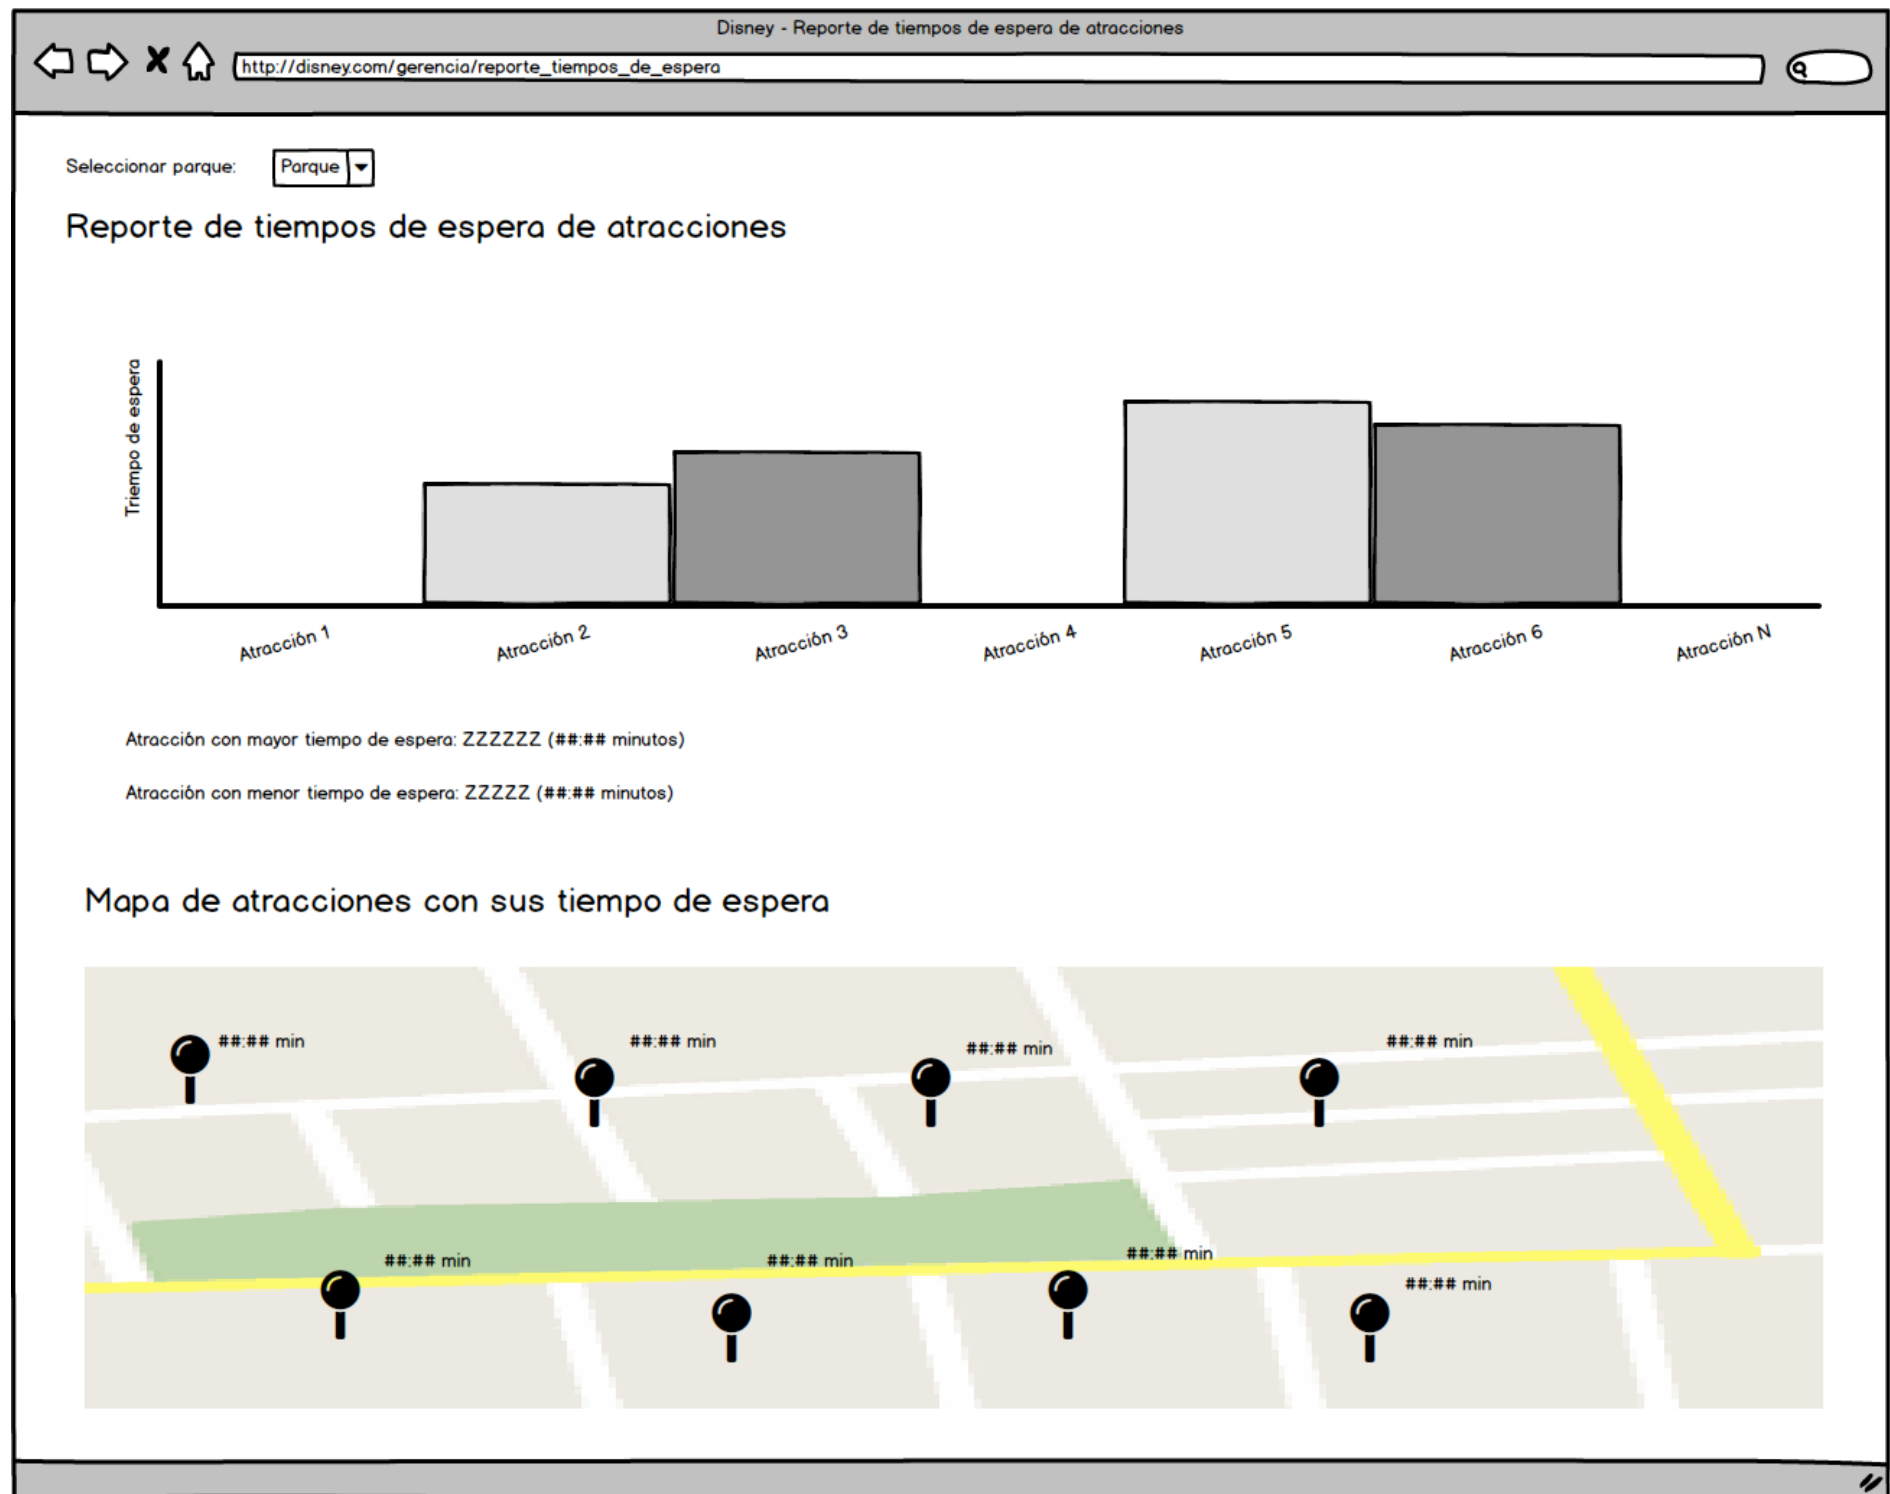 Disney - Reporte de tiempos de espera de atracciones
http://disney.com/gerencia/reporte_tiempos_de_espera
Seleccionar parque: Parque
Reporte de tiempos de espera de atracciones
Triempo de espera
Atracción 1
Atracción 2
Atracción 3
Atracción 4
Atracción 5
Atracción 6
Atracción N
Atracción con mayor tiempo de espera: ZZZZZZ (##:## minutos)
Atracción con menor tiempo de espera: ZZZZZ (##:## minutos)
Mapa de atracciones con sus tiempo de espera
##:## min
##:## min
##:## min
##:## min
##:## min
##:## min
##:## min
##:## min